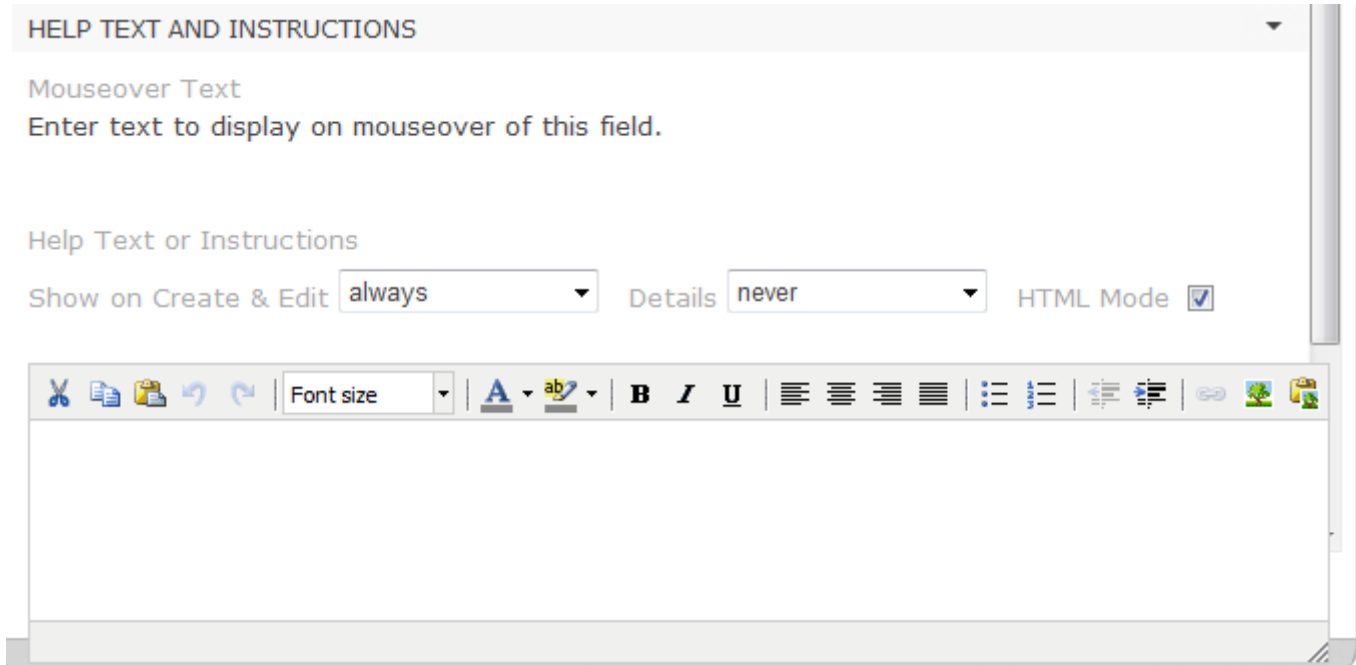 HELP TEXT AND INSTRUCTIONS
Mouseover Text
Enter text to display on mouseover of this field.
Help Text or Instructions
Show on Create & Edit always Details never HTML Mode
Font size A ab B I U